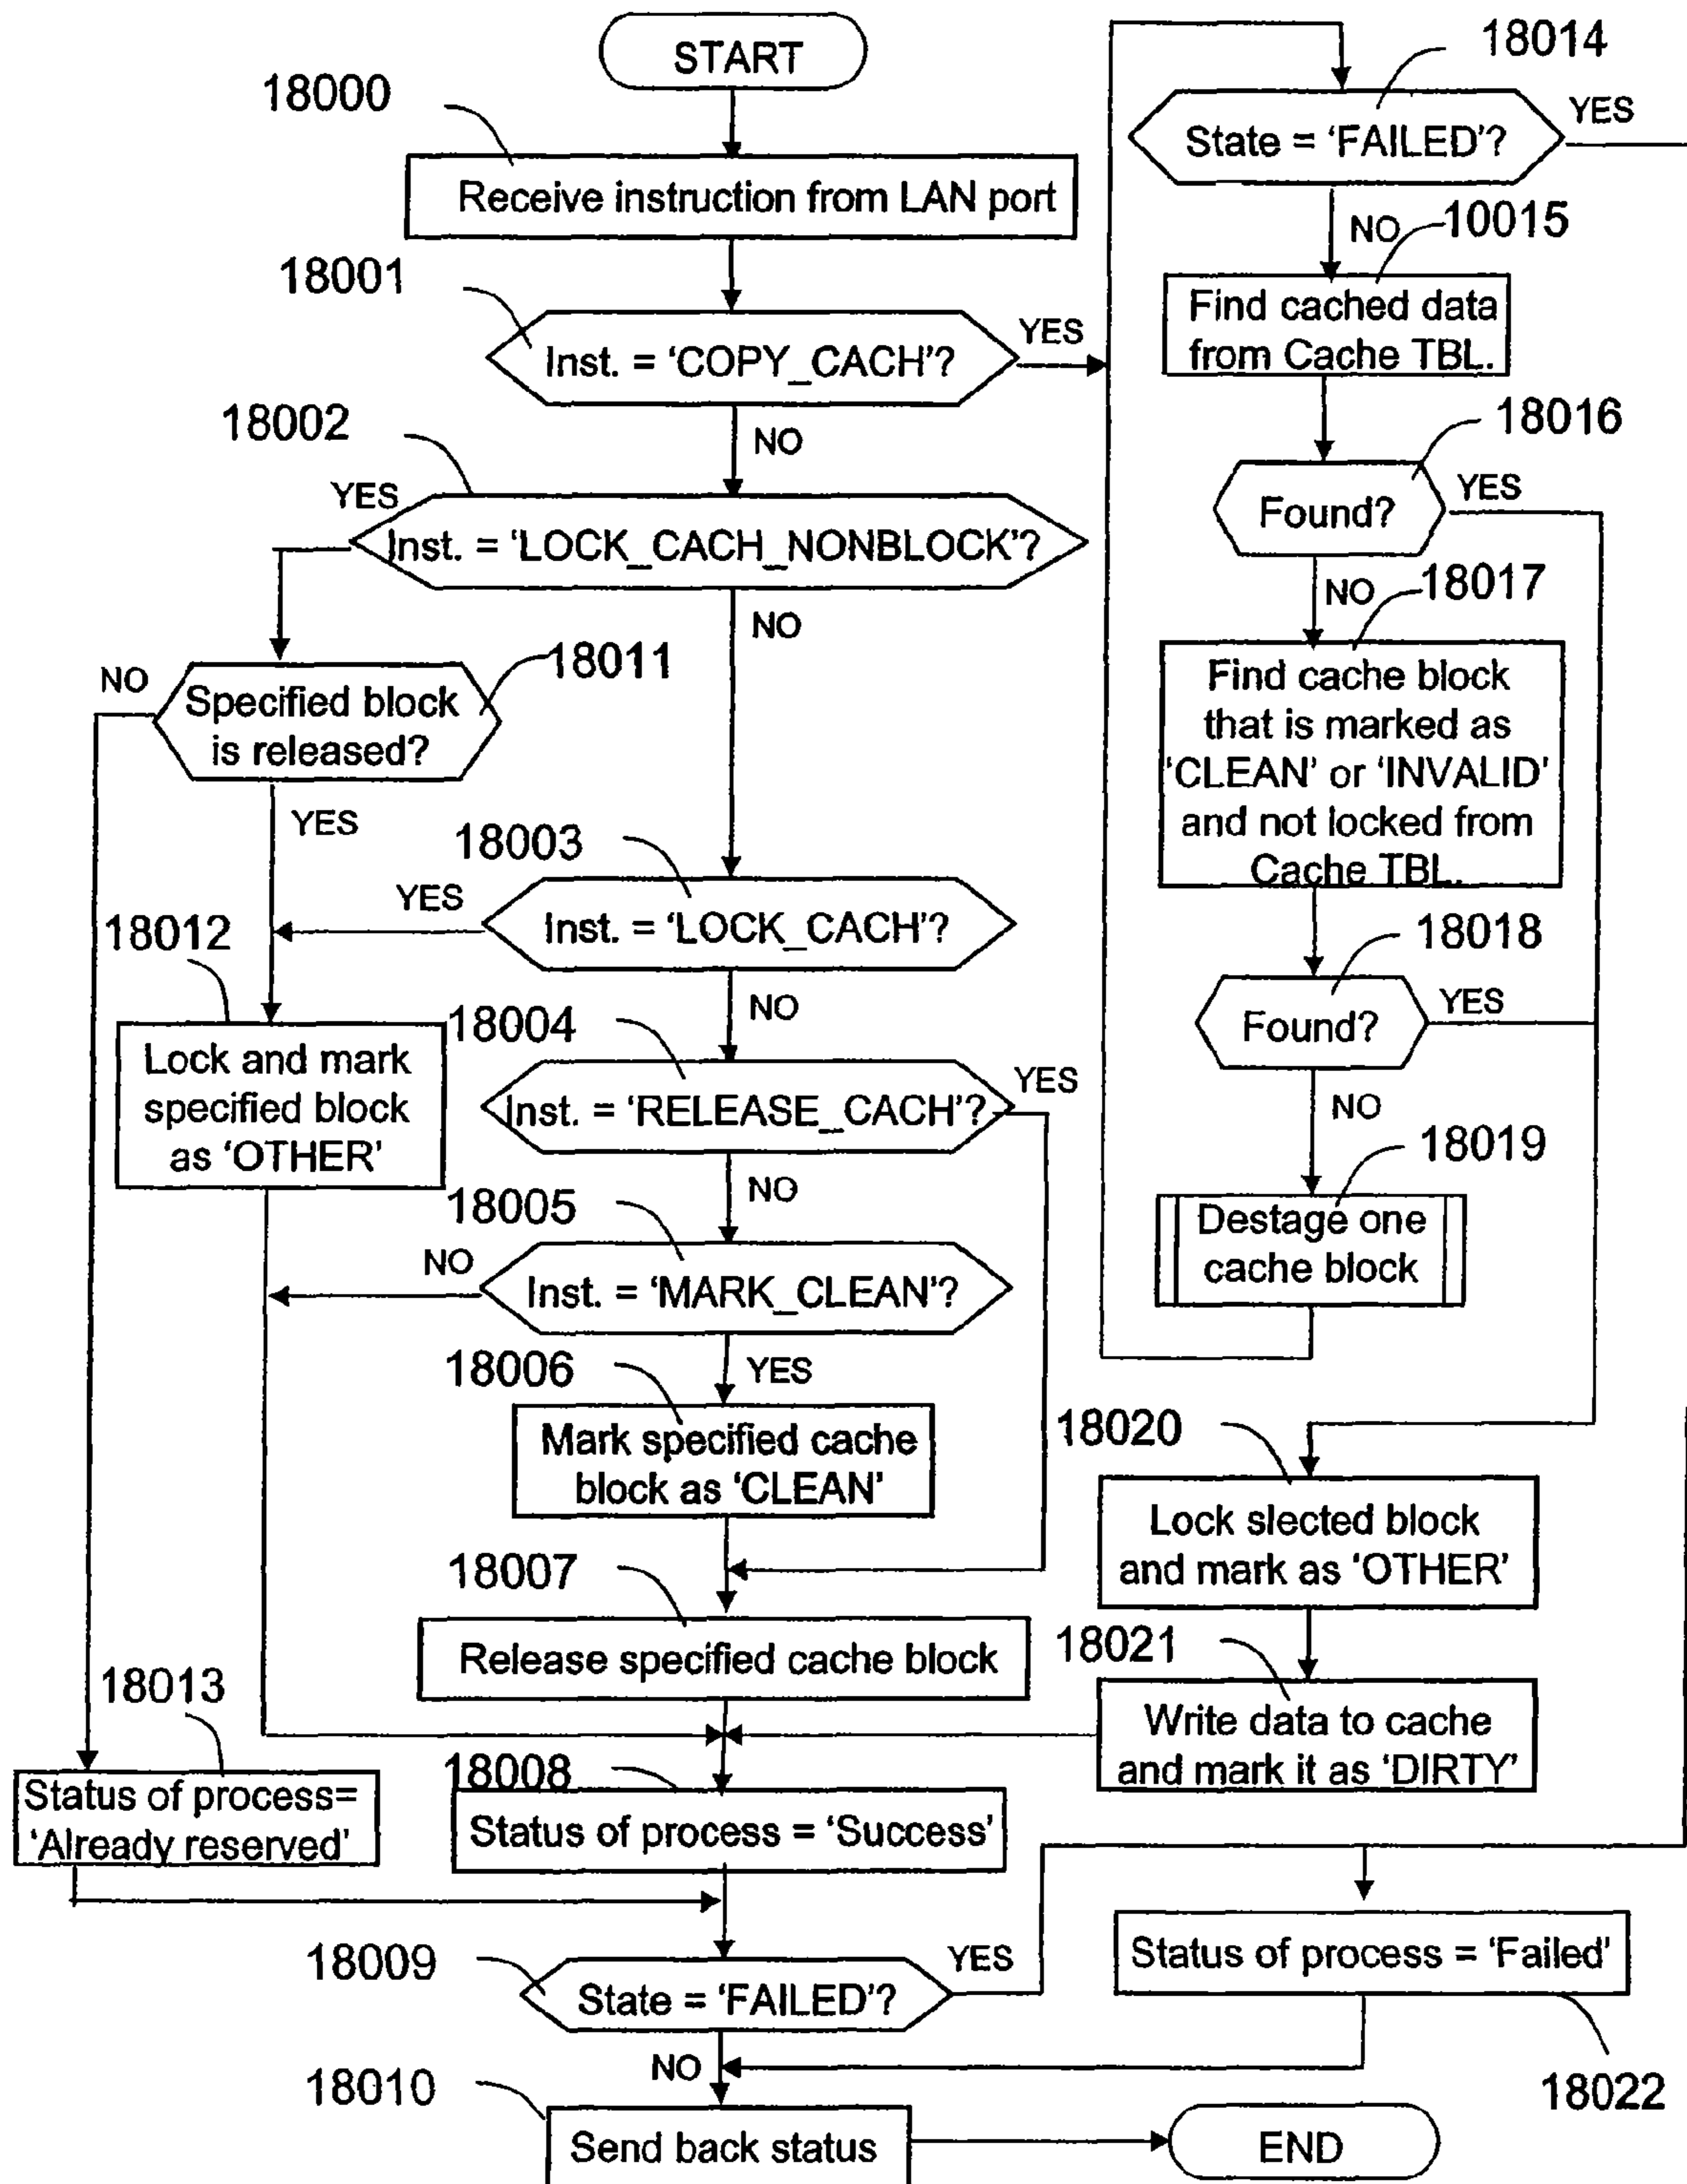 START
18000
Receive instruction from LAN port
18001
Inst. = ‘COPY_CACH’?
YES
NO
18002
YES
Inst. = ‘LOCK_CACH_NONBLOCK’?
NO
18011
NO
Specified block
is released?
YES
18003
YES
Inst. = ‘LOCK_CACH’?
NO
18012
Lock and mark
specified block
as ‘OTHER’
18004
YES
Inst. = ‘RELEASE_CACH’?
NO
18005
NO
Inst. = ‘MARK_CLEAN’?
YES
18006
Mark specified cache
block as ‘CLEAN’
18007
Release specified cache block
18013
Status of process=
‘Already reserved’
18008
Status of process = ‘Success’
18009
State = ‘FAILED’?
YES
NO
18010
Send back status
END
18014
State = ‘FAILED’?
YES
NO
10015
Find cached data
from Cache TBL.
18016
Found?
YES
NO
18017
Find cache block
that is marked as
‘CLEAN’ or ‘INVALID’
and not locked from
Cache TBL.
18018
Found?
YES
NO
18019
Destage one
cache block
18020
Lock slected block
and mark as ‘OTHER’
18021
Write data to cache
and mark it as ‘DIRTY’
Status of process = ‘Failed’
18022